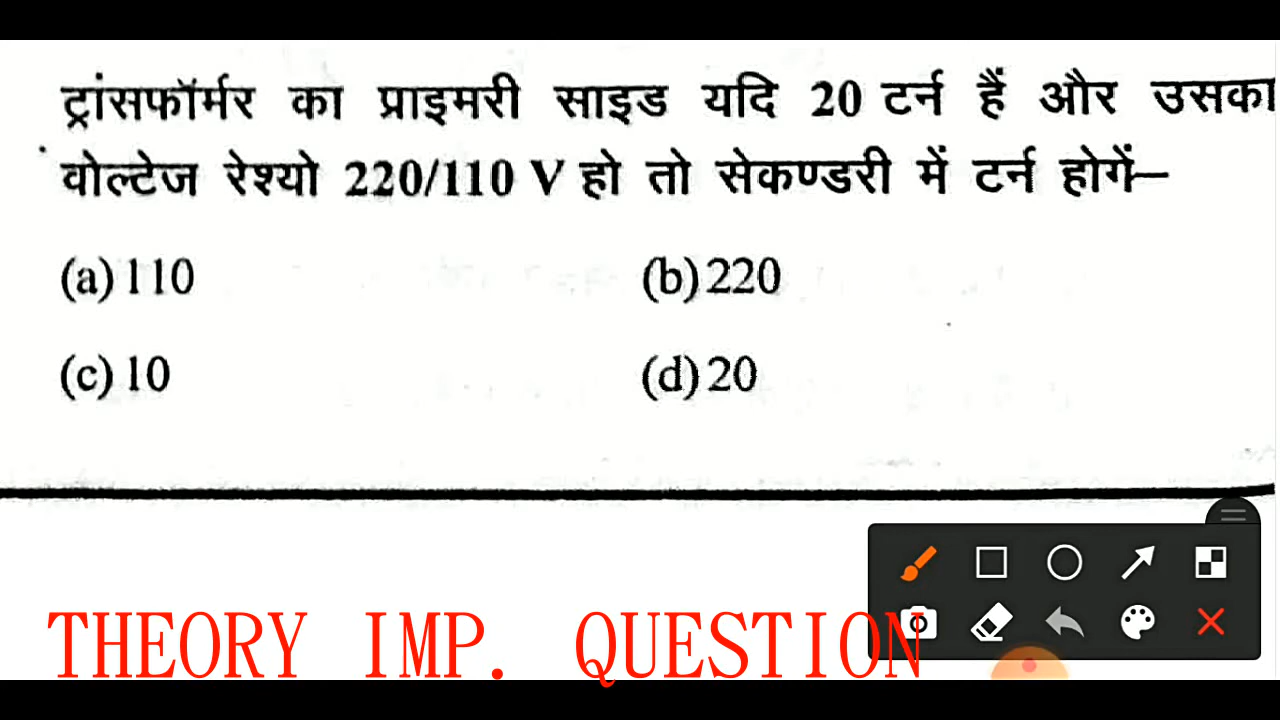 ट्रांसफॉर्मर का प्राइमरी साइड यदि 20 टर्न हैं और उसका
वोल्टेज रेश्यो 220/110 V हो तो सेकण्डरी में टर्न होगें–
(a) 110 (b) 220
(c) 10 (d) 20
THEORY IMP. QUESTION